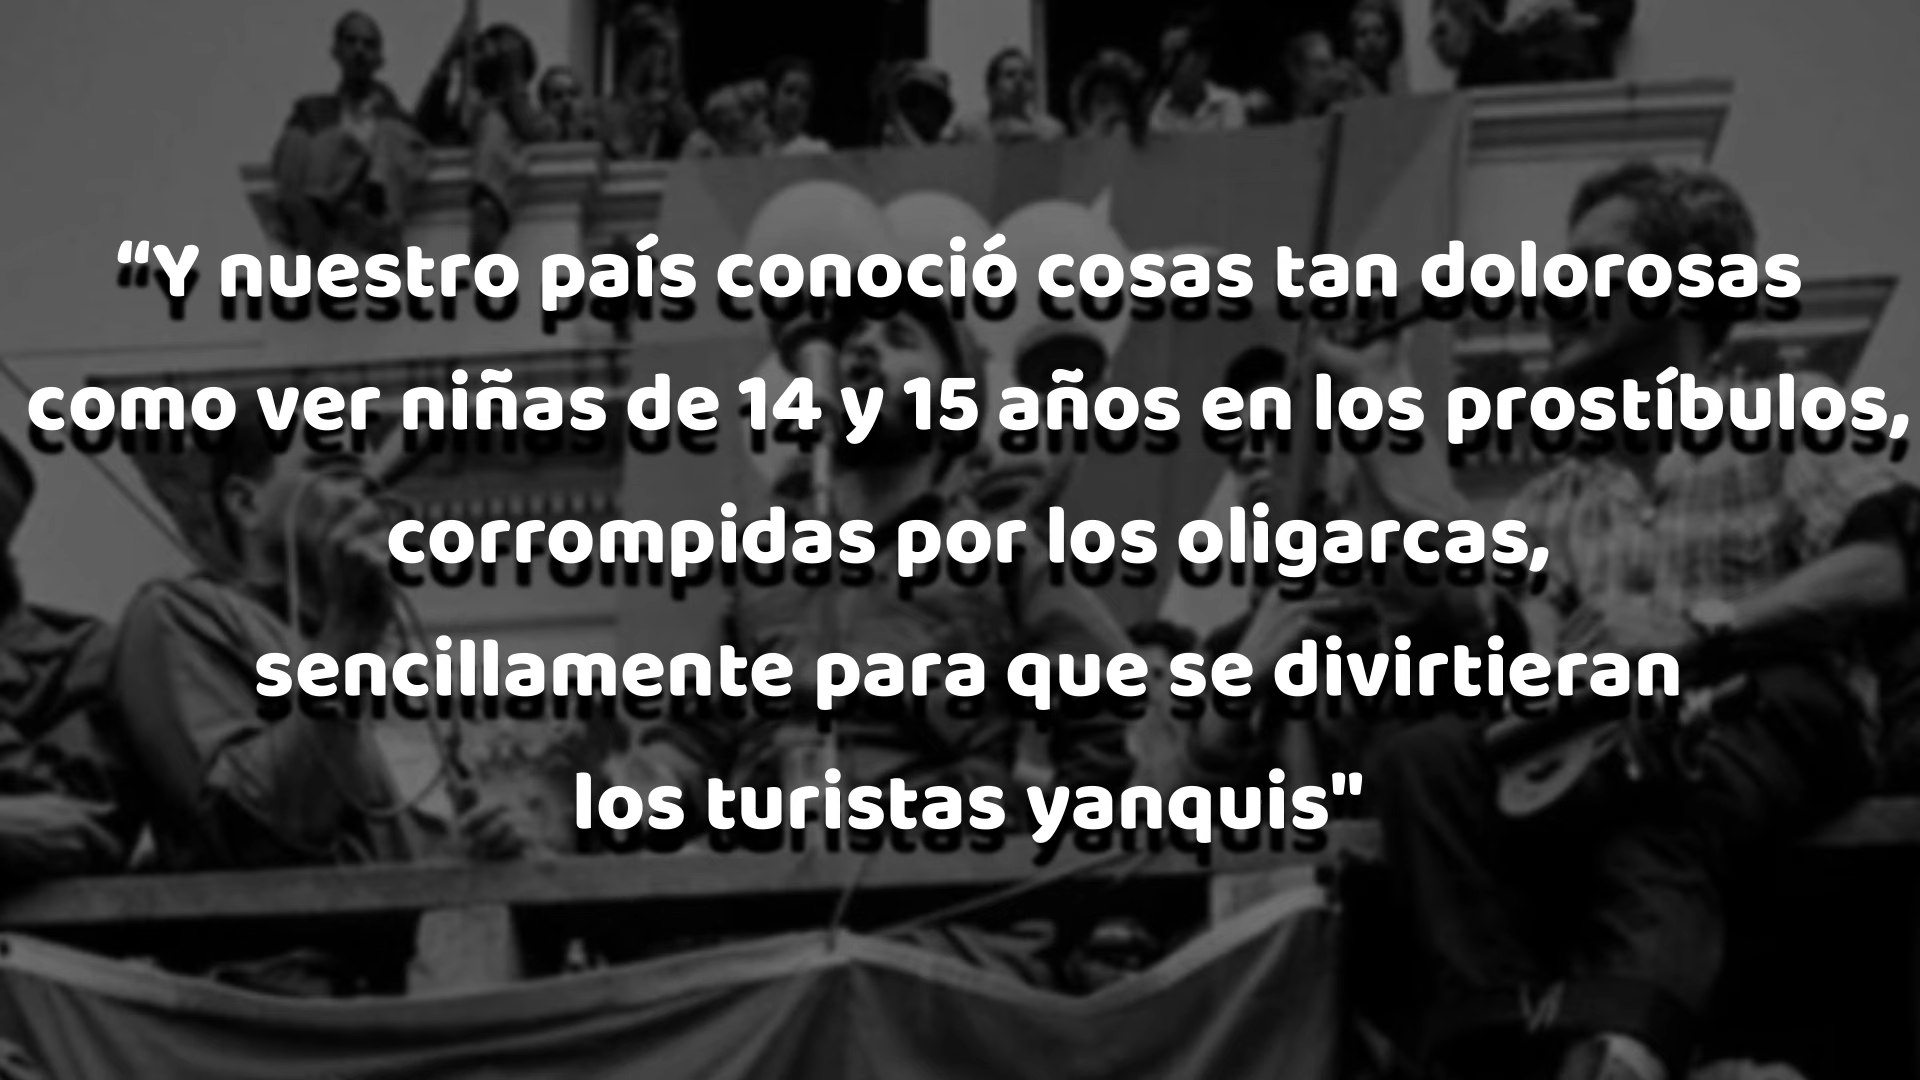 “Y nuestro país conoció cosas tan dolorosas
como ver niñas de 14 y 15 años en los prostíbulos,
corrompidas por los oligarcas,
sencillamente para que se divirtieran
los turistas yanquis"